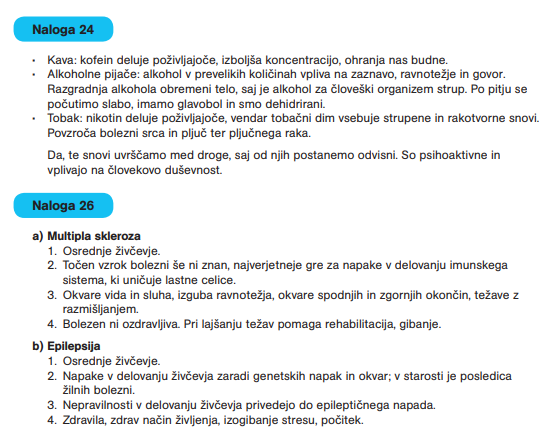 Naloga 24
• Kava: kofein deluje poživljajoče, izboljša koncentracijo, ohranja nas budne.
• Alkoholne pijače: alkohol v prevelikih količinah vpliva na zaznavo, ravnotežje in govor.
Razgradnja alkohola obremeni telo, saj je alkohol za človeški organizem strup. Po pitju se
počutimo slabo, imamo glavobol in smo dehidrirani.
• Tobak: nikotin deluje poživljajoče, vendar tobačni dim vsebuje strupene in rakotvorne snovi.
Povzroča bolezni srca in pljuč ter pljučnega raka.
Da, te snovi uvrščamo med droge, saj od njih postanemo odvisni. So psihoaktivne in
vplivajo na človekovo duševnost.
Naloga 26
a) Multipla skleroza
1. Osrednje živčevje.
2. Točen vzrok bolezni še ni znan, najverjetneje gre za napake v delovanju imunskega
sistema, ki uničuje lastne celice.
3. Okvare vida in sluha, izguba ravnotežja, okvare spodnjih in zgornjih okončin, težave z
razmišljanjem.
4. Bolezen ni ozdravljiva. Pri lajšanju težav pomaga rehabilitacija, gibanje.
b) Epilepsija
1. Osrednje živčevje.
2. Napake v delovanju živčevja zaradi genetskih napak in okvar; v starosti je posledica
žilnih bolezni.
3. Nepravilnosti v delovanju živčevja privedejo do epileptičnega napada.
4. Zdravila, zdrav način življenja, izogibanje stresu, počitek.